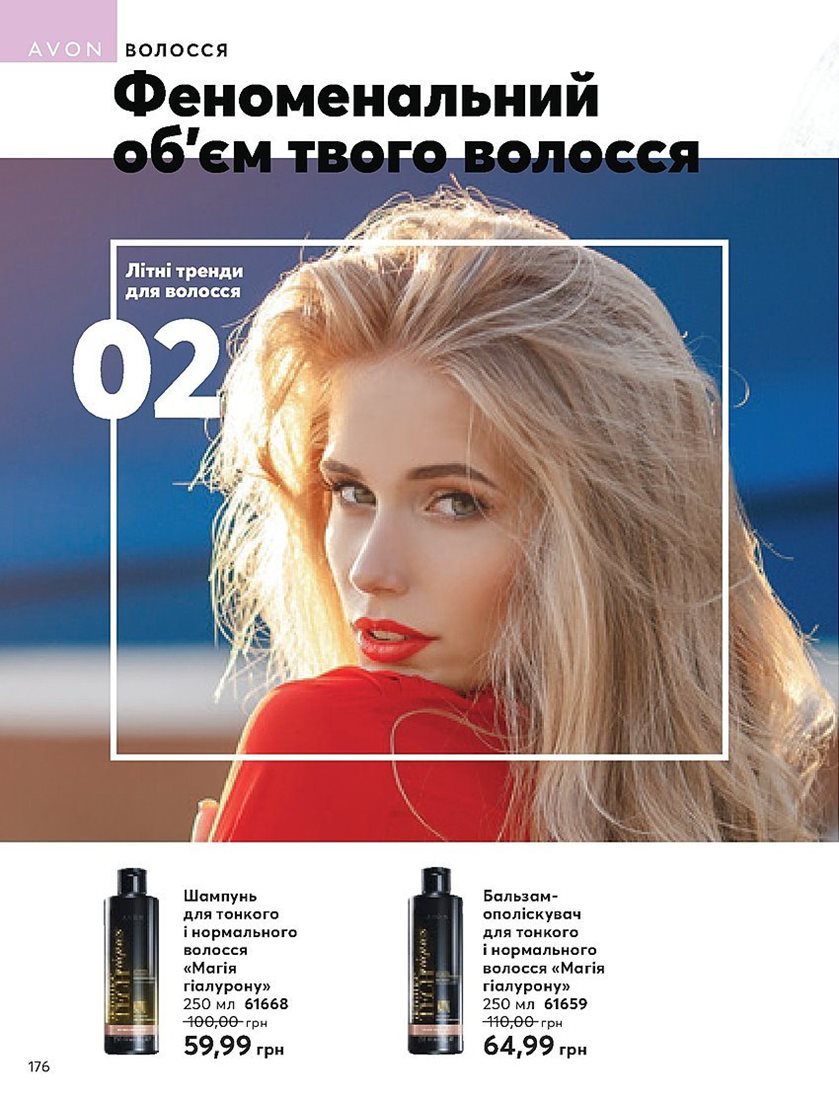 AVON
ВОЛОССЯ
Феноменальний
об'єм твого волосся
Літні тренди
для волосся
02
Шампунь
для тонкого
і нормального
волосся
«Магія
гіалурону»
250 мл 61668
100,00 грн
59,99 грн
Бальзам-
ополіскувач
для тонкого
і нормального
волосся «Магія
гіалурону»
250 мл 61659
110,00 грн
64,99 грн
176